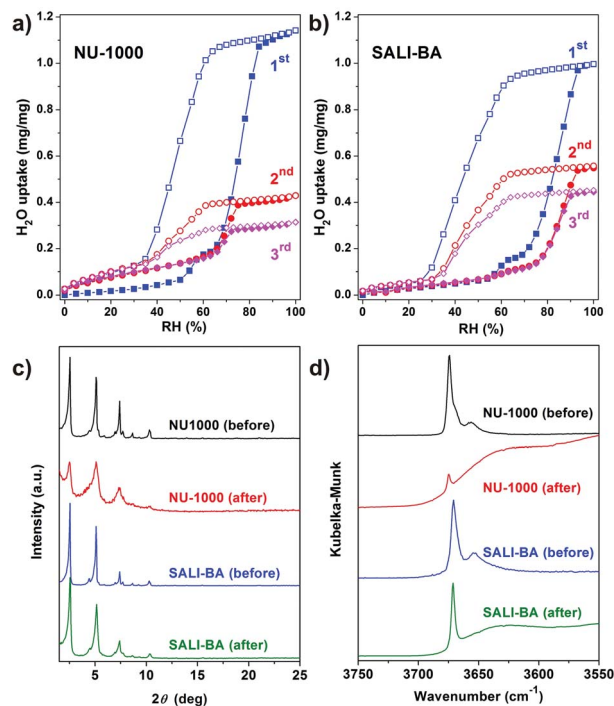 a)
NU-1000
1st
2nd
3rd
H2O uptake (mg/mg)
1.2
1.0
0.8
0.6
0.4
0.2
0.0
0 20 40 60 80 100
RH (%)
b)
SALI-BA
1st
2nd
3rd
H2O uptake (mg/mg)
1.2
1.0
0.8
0.6
0.4
0.2
0.0
0 20 40 60 80 100
RH (%)
c)
NU1000 (before)
NU-1000 (after)
SALI-BA (before)
SALI-BA (after)
Intensity (a.u.)
5 10 15 20 25
2θ (deg)
d)
NU-1000 (before)
NU-1000 (after)
SALI-BA (before)
SALI-BA (after)
Kubelka-Munk
3750 3700 3650 3600 3550
Wavenumber (cm-1)